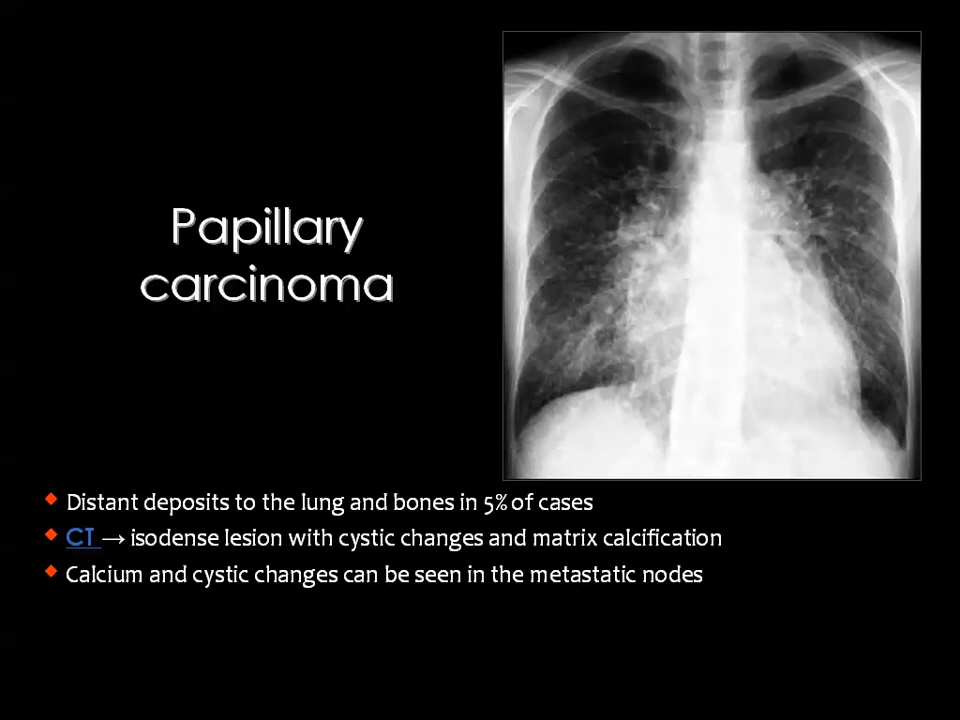 Papillary
carcinoma
Distant deposits to the lung and bones in 5% of cases
CT → isodense lesion with cystic changes and matrix calcification
Calcium and cystic changes can be seen in the metastatic nodes